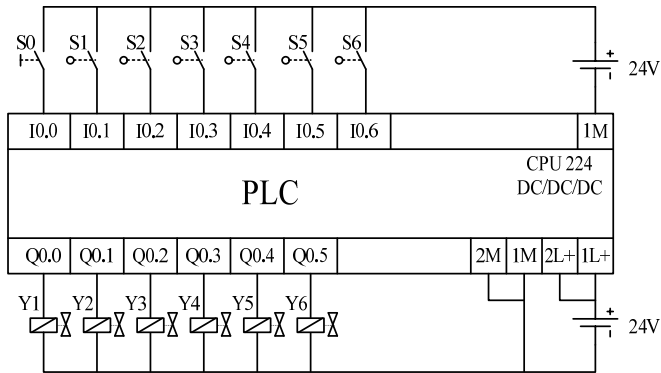 S0 S1 S2 S3 S4 S5 S6
+
24V
I0.0 I0.1 I0.2 I0.3 I0.4 I0.5 I0.6 1M
CPU 224
DC/DC/DC
PLC
Q0.0 Q0.1 Q0.2 Q0.3 Q0.4 Q0.5 2M 1M 2L+ 1L+
Y1 Y2 Y3 Y4 Y5 Y6
+
24V